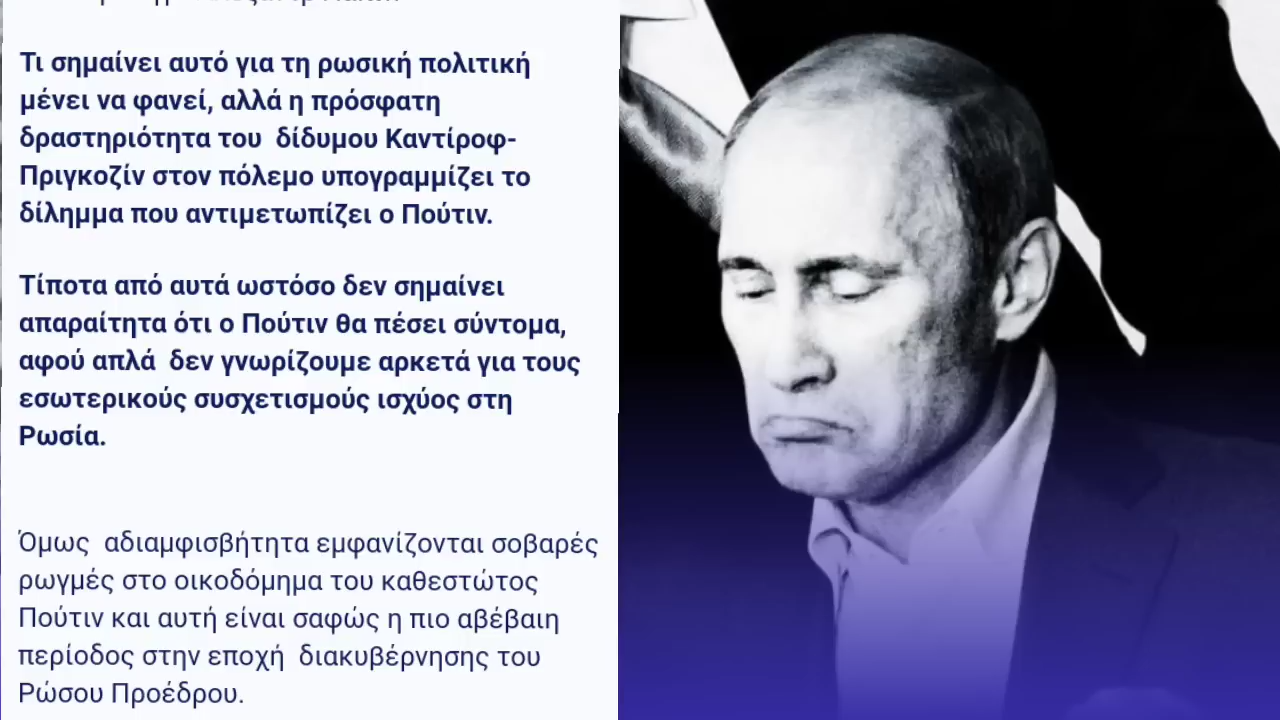 Τι σημαίνει αυτό για τη ρωσική πολιτική
μένει να φανεί, αλλά η πρόσφατη
δραστηριότητα του  δίδυμου Καντίροφ-
Πριγκοζίν στον πόλεμο υπογραμμίζει το
δίλημμα που αντιμετωπίζει ο Πούτιν.
Τίποτα από αυτά ωστόσο δεν σημαίνει
απαραίτητα ότι ο Πούτιν θα πέσει σύντομα,
αφού απλά  δεν γνωρίζουμε αρκετά για τους
εσωτερικούς συσχετισμούς ισχύος στη
Ρωσία.
Όμως  αδιαμφισβήτητα εμφανίζονται σοβαρές
ρωγμές στο οικοδόμημα του καθεστώτος
Πούτιν και αυτή είναι σαφώς η πιο αβέβαιη
περίοδος στην εποχή  διακυβέρνησης του
Ρώσου Προέδρου.